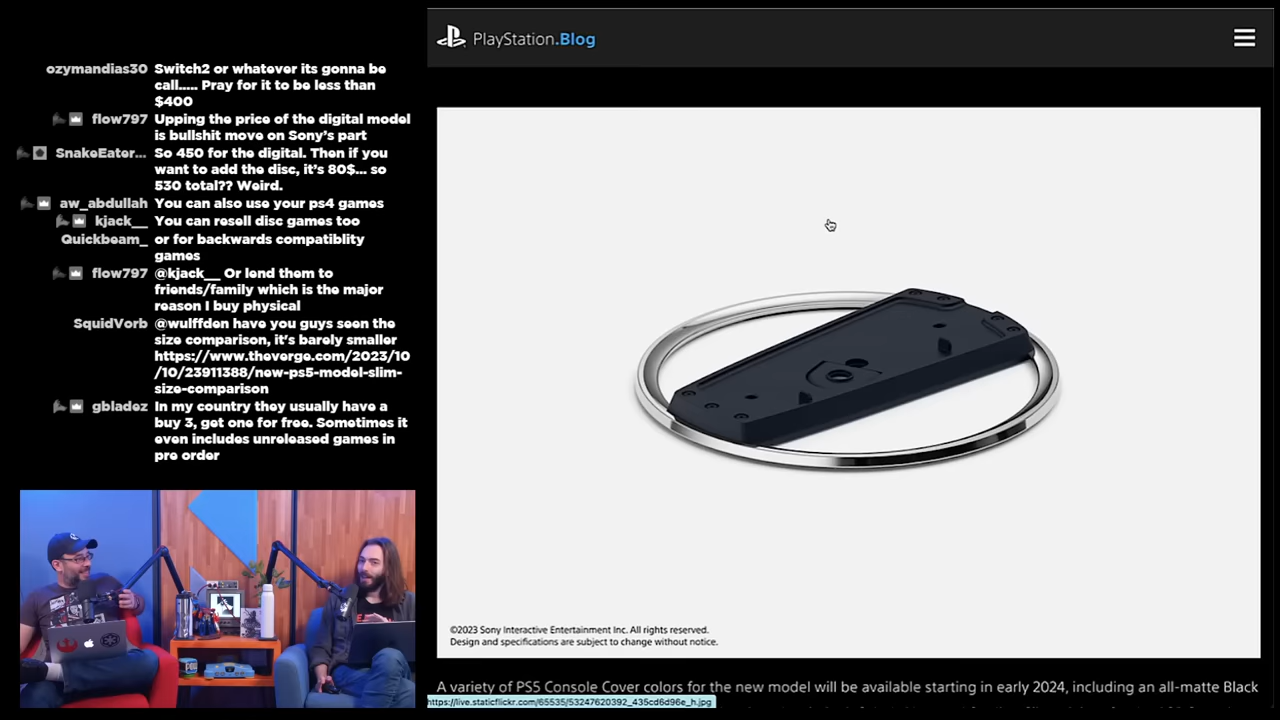 PlayStation.Blog
ozymandias30 Switch2 or whatever its gonna be
call..... Pray for it to be less than
$400
flow797 Upping the price of the digital model
is bullshit move on Sony's part
SnakeEater... So 450 for the digital. Then if you
want to add the disc, it's 80$... so
530 total?? Weird.
aw_abdullah You can also use your ps4 games
kjack__ You can resell disc games too
Quickbeam_ or for backwards compatiblity
games
flow797 @kjack__ Or lend them to
friends/family which is the major
reason I buy physical
SquidVorb @wulffden have you guys seen the
size comparison, it's barely smaller
https://www.theverge.com/2023/10
/10/23911388/new-ps5-model-slim-
size-comparison
gbladez In my country they usually have a
buy 3, get one for free. Sometimes it
even includes unreleased games in
pre order
©2023 Sony Interactive Entertainment Inc. All rights reserved.
Design and specifications are subject to change without notice.
A variety of PS5 Console Cover colors for the new model will be available starting in early 2024, including an all-matte Black
https://live.staticflickr.com/65535/53247620392_435cd6d96e_h.jpg